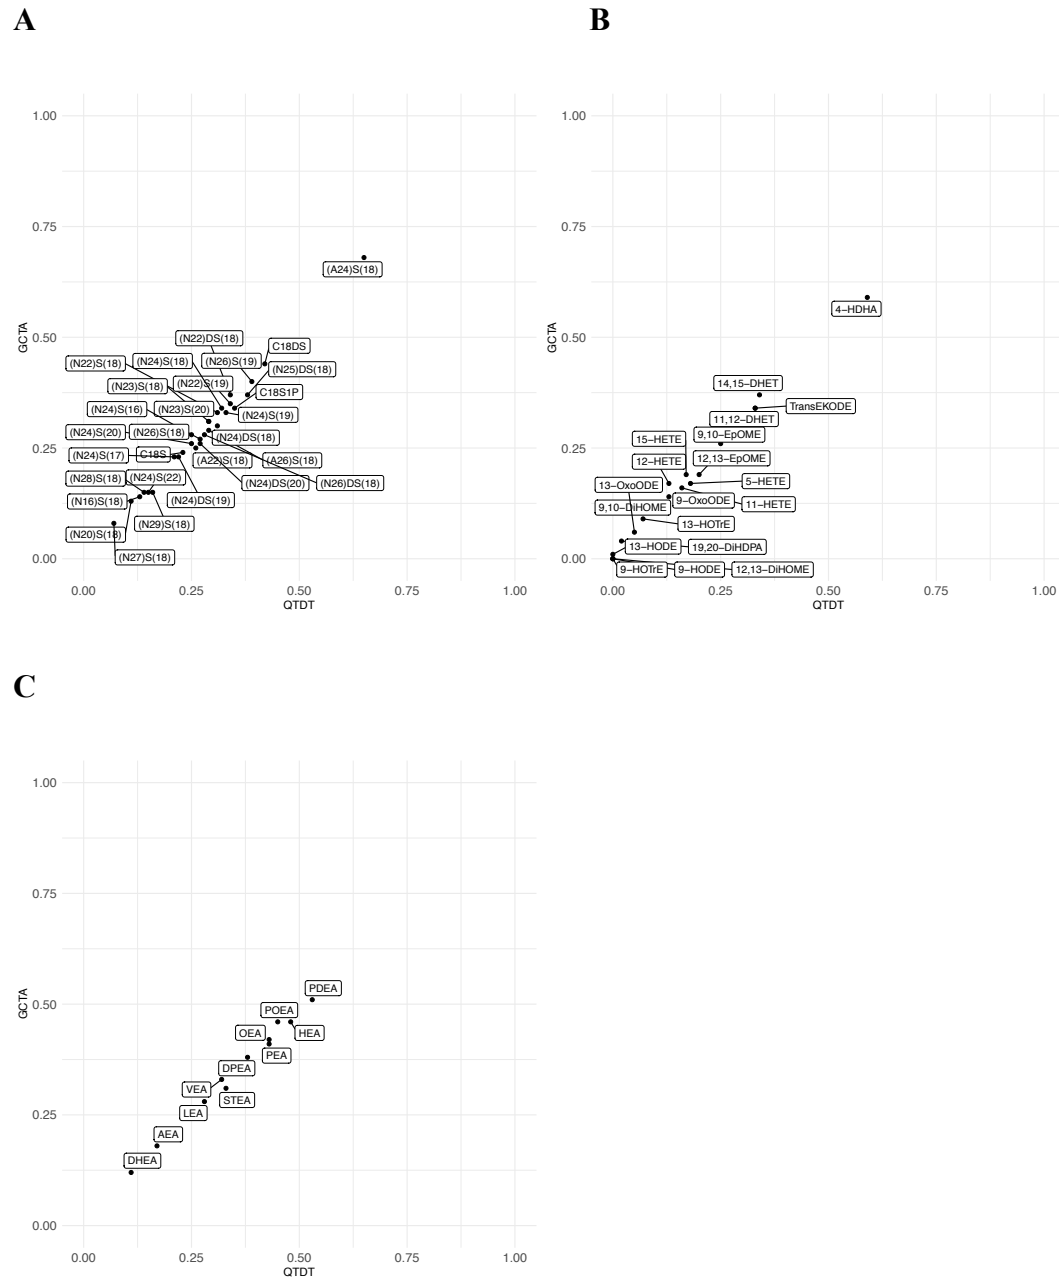 A
B
1.00
0.75
0.50
0.25
0.00
GCTA
(A24)S(18)
(N22)DS(18)
C18DS
(N22)S(18)
(N24)S(18)
(N26)S(19)
(N25)DS(18)
(N23)S(18)
(N22)S(19)
C18S1P
(N24)S(16)
(N23)S(20)
(N24)S(19)
(N24)S(20)
(N26)S(18)
(N24)DS(18)
(N24)S(17)
C18S
(A22)S(18)
(A26)S(18)
(N28)S(18)
(N24)S(22)
(N24)DS(20)
(N26)DS(18)
(N16)S(18)
(N24)DS(19)
(N20)S(18)
(N29)S(18)
(N27)S(18)
0.00
0.25
0.50
0.75
1.00
QTDT
1.00
0.75
0.50
0.25
0.00
GCTA
4−HDHA
14,15−DHET
TransEKODE
11,12−DHET
15−HETE
9,10−EpOME
12−HETE
12,13−EpOME
13−OxoODE
5−HETE
9,10−DiHOME
9−OxoODE
11−HETE
13−HOTrE
13−HODE
19,20−DiHDPA
9−HOTrE
9−HODE
12,13−DiHOME
0.00
0.25
0.50
0.75
1.00
QTDT
C
1.00
0.75
0.50
0.25
0.00
GCTA
PDEA
POEA
OEA
HEA
PEA
DPEA
VEA
STEA
LEA
AEA
DHEA
0.00
0.25
0.50
0.75
1.00
QTDT